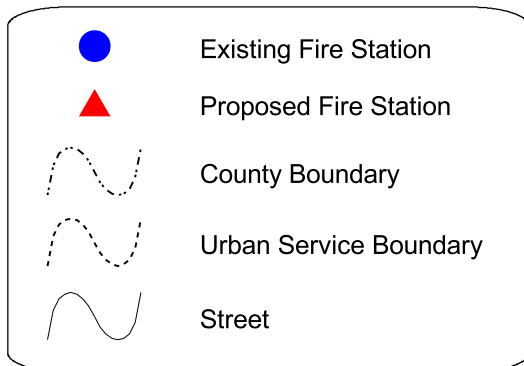 Existing Fire Station
Proposed Fire Station
County Boundary
Urban Service Boundary
Street